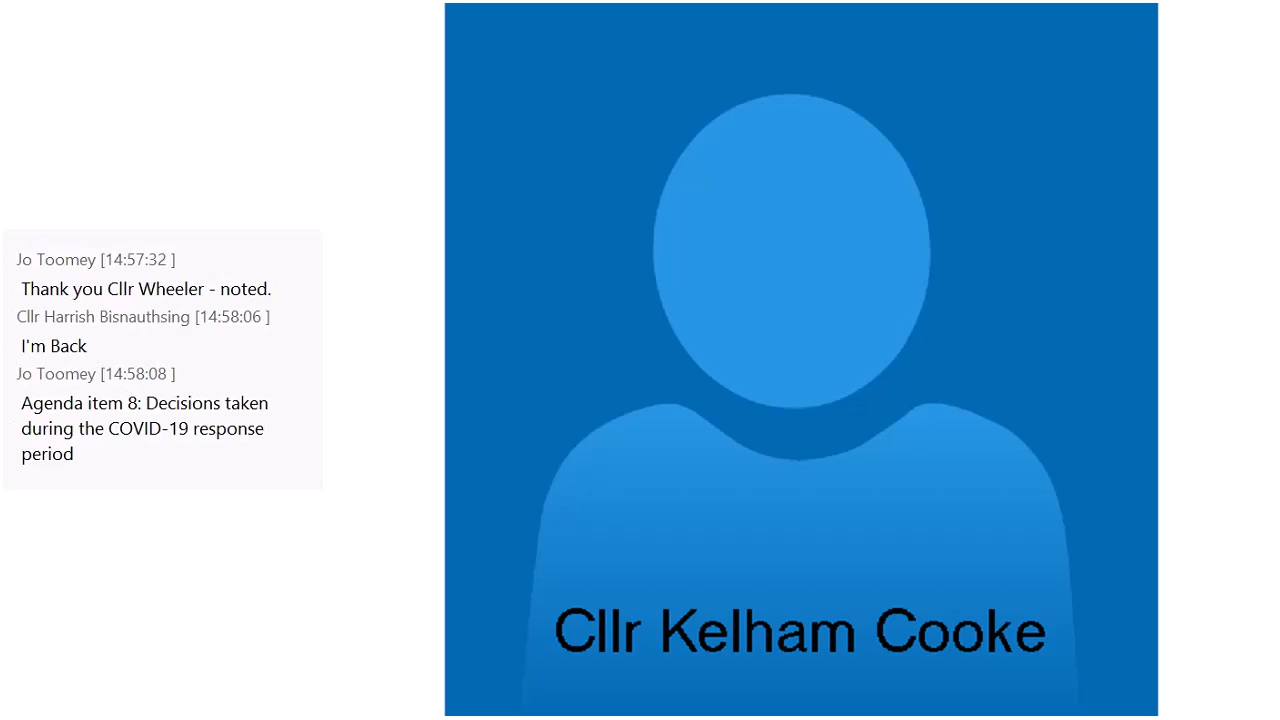 Jo Toomey [14:57:32 ]
Thank you Cllr Wheeler - noted.
Cllr Harrish Bisnauthsing [14:58:06 ]
I'm Back
Jo Toomey [14:58:08 ]
Agenda item 8: Decisions taken
during the COVID-19 response
period
Cllr Kelham Cooke